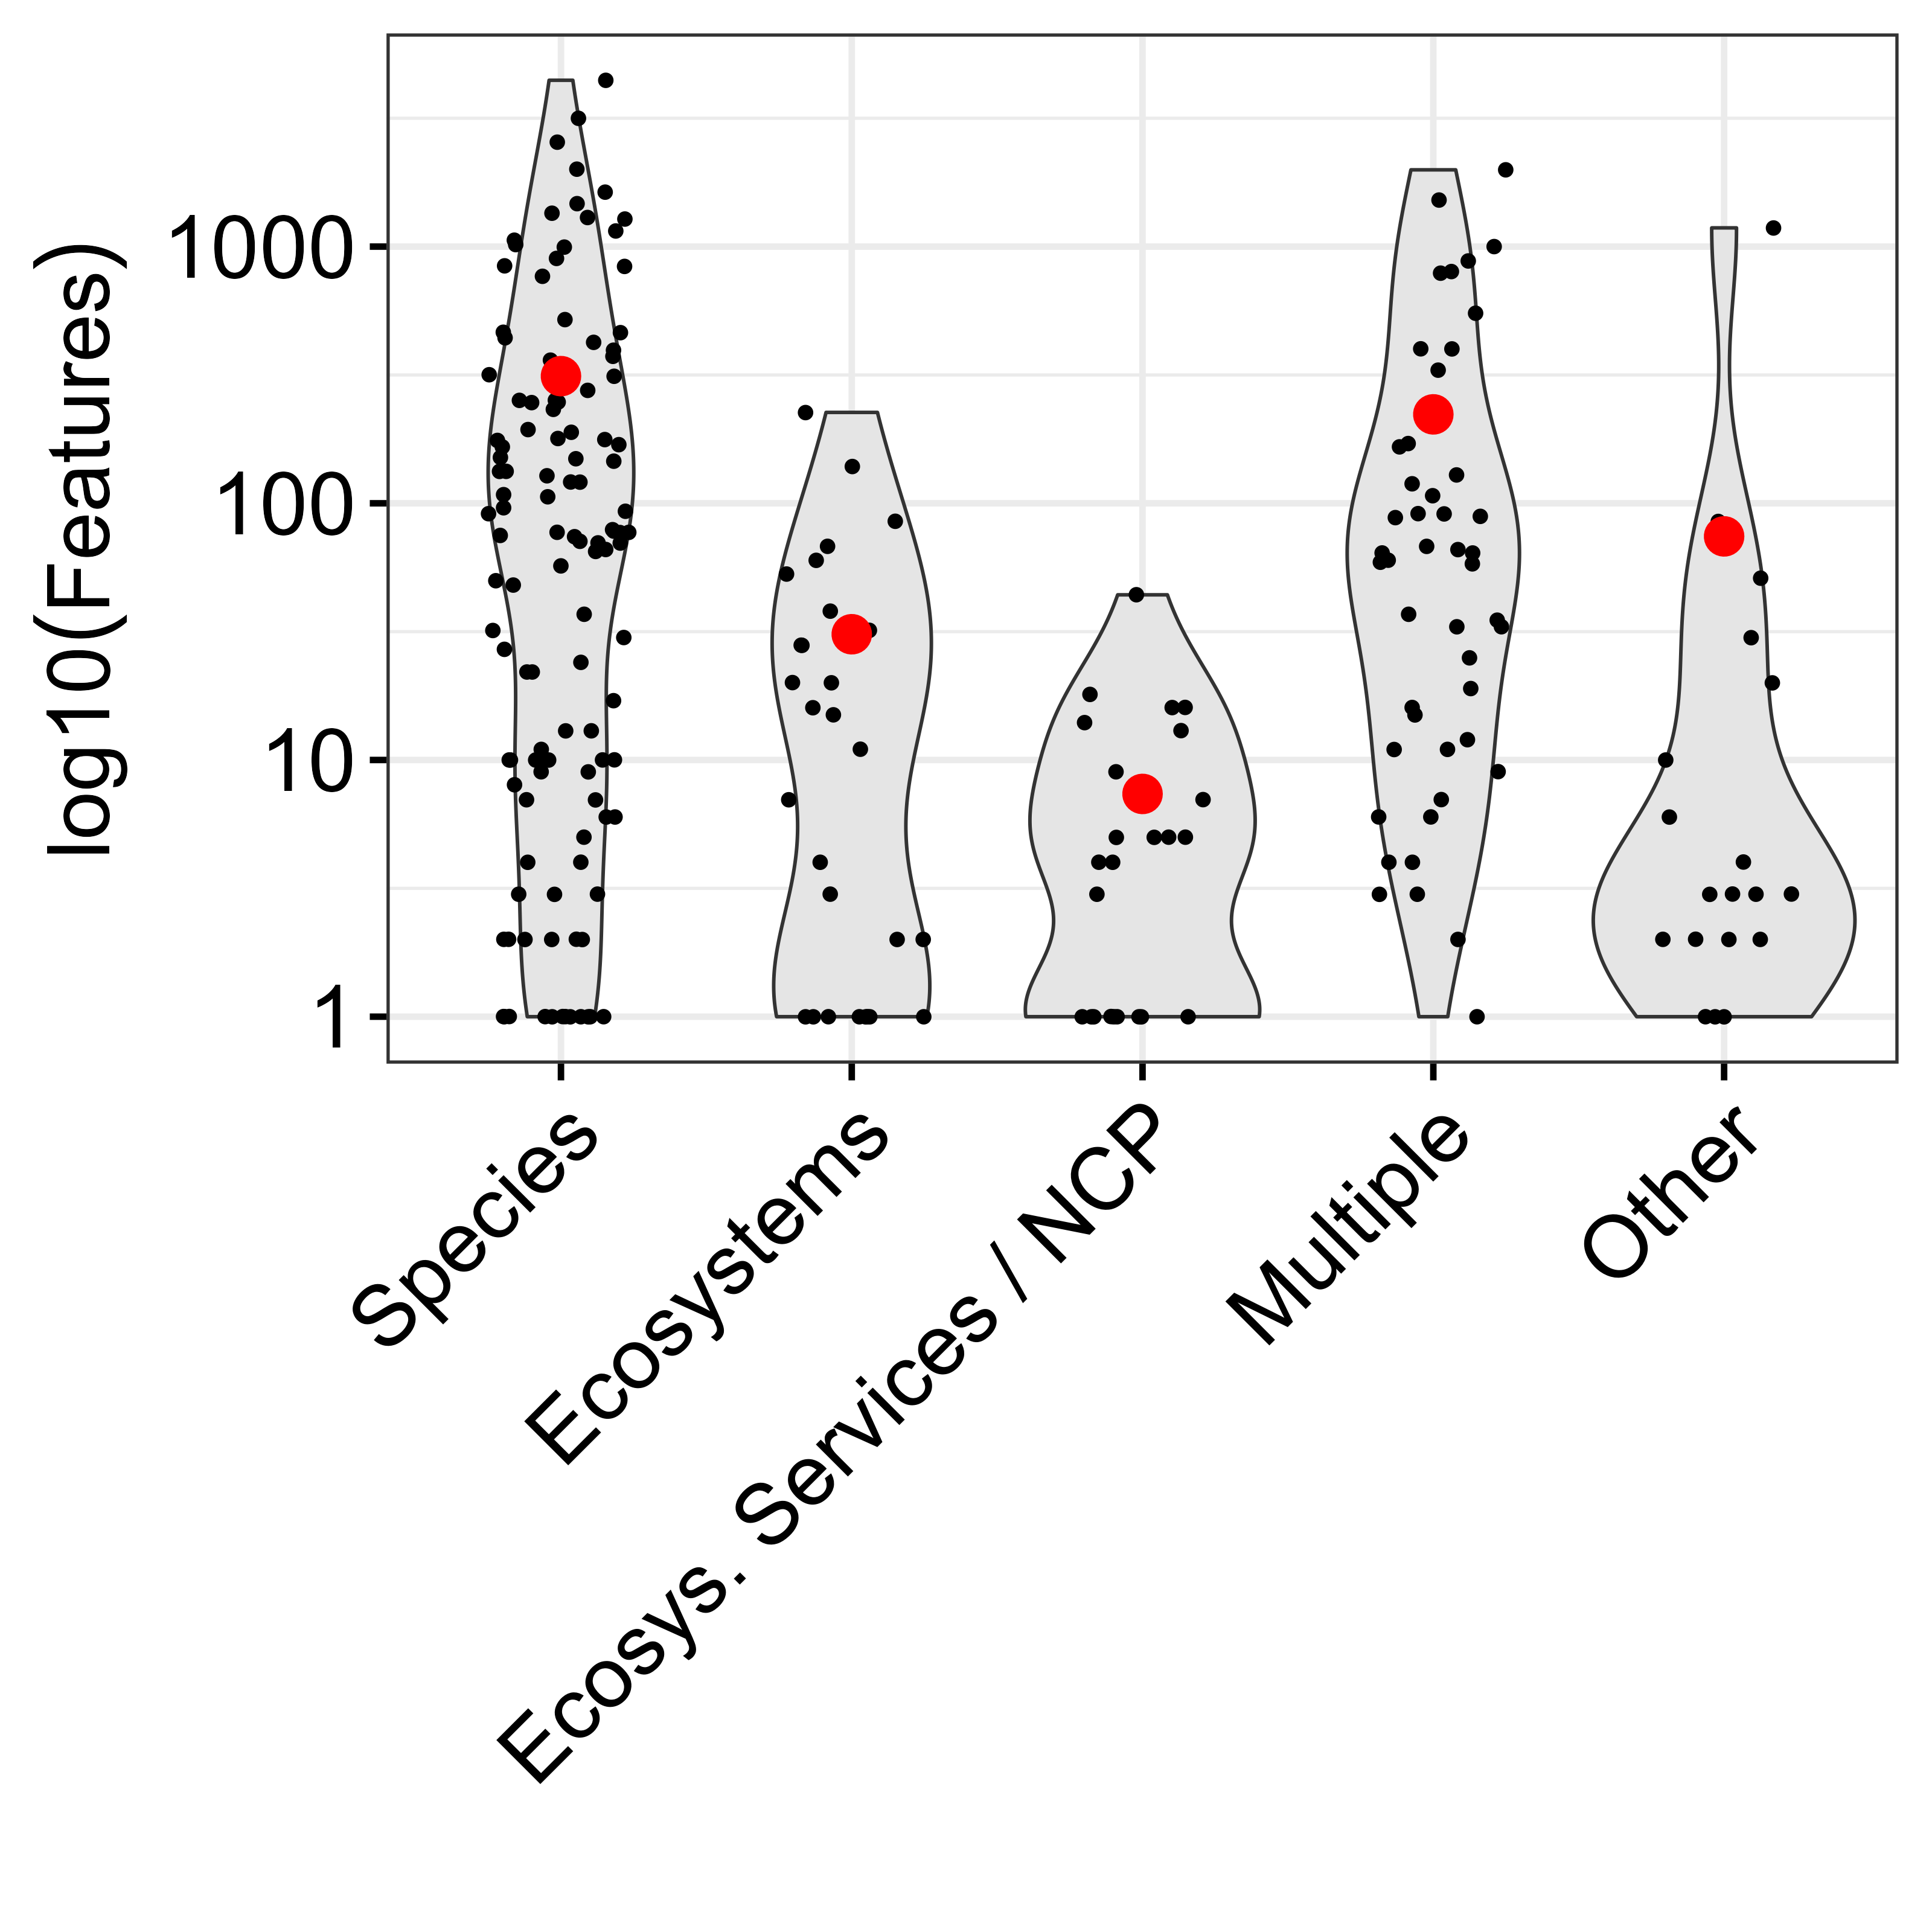 log10(Features)
1000
100
10
1
Species
Ecosystems
Ecosys. Services / NCP
Multiple
Other